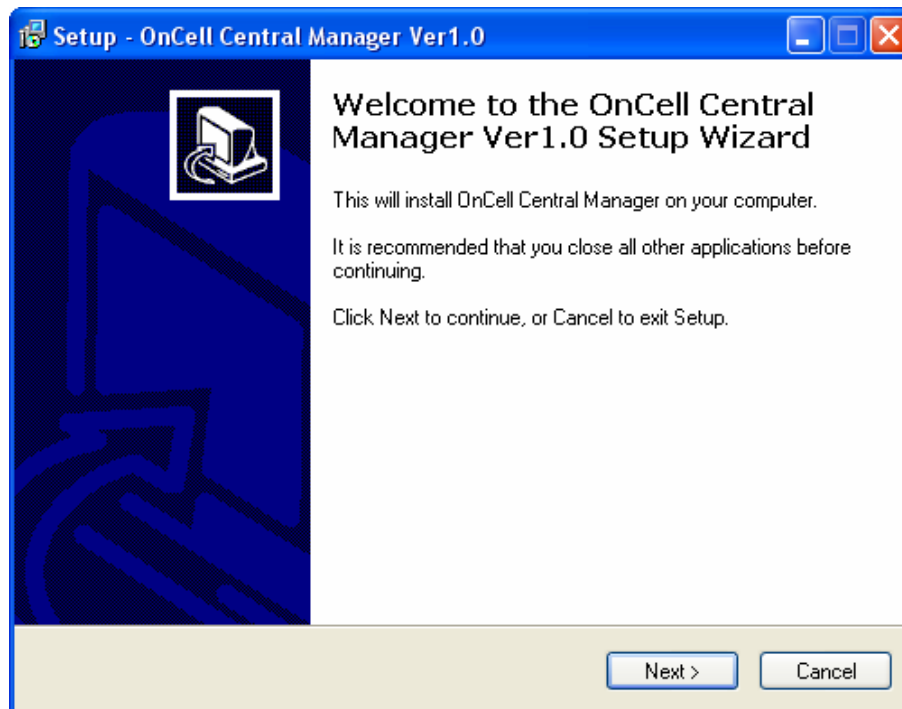 Setup - OnCell Central Manager Ver1.0
Welcome to the OnCell Central
Manager Ver1.0 Setup Wizard
This will install OnCell Central Manager on your computer.
It is recommended that you close all other applications before
continuing.
Click Next to continue, or Cancel to exit Setup.
Next >
Cancel